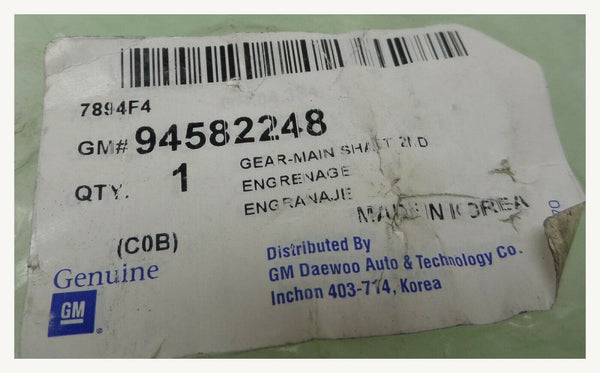 7894F4
GM# 94582248
QTY. 1
GEAR-MAIN SHAFT 2ND
ENGRENAGE
ENGRANAJE
MADE IN KOREA
(C0B)
Genuine
GM
Distributed By
GM Daewoo Auto & Technology Co.
Inchon 403-714, Korea